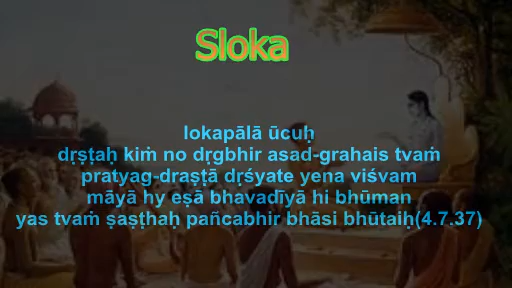 Sloka
lokapālā ūcuḥ
dṛṣṭaḥ kiṁ no dṛgbhir asad-grahais tvaṁ
pratyag-draṣṭā dṛśyate yena viśvam
māyā hy eṣā bhavadīyā hi bhūman
yas tvaṁ ṣaṣṭhaḥ pañcabhir bhāsi bhūtaiḥ(4.7.37)